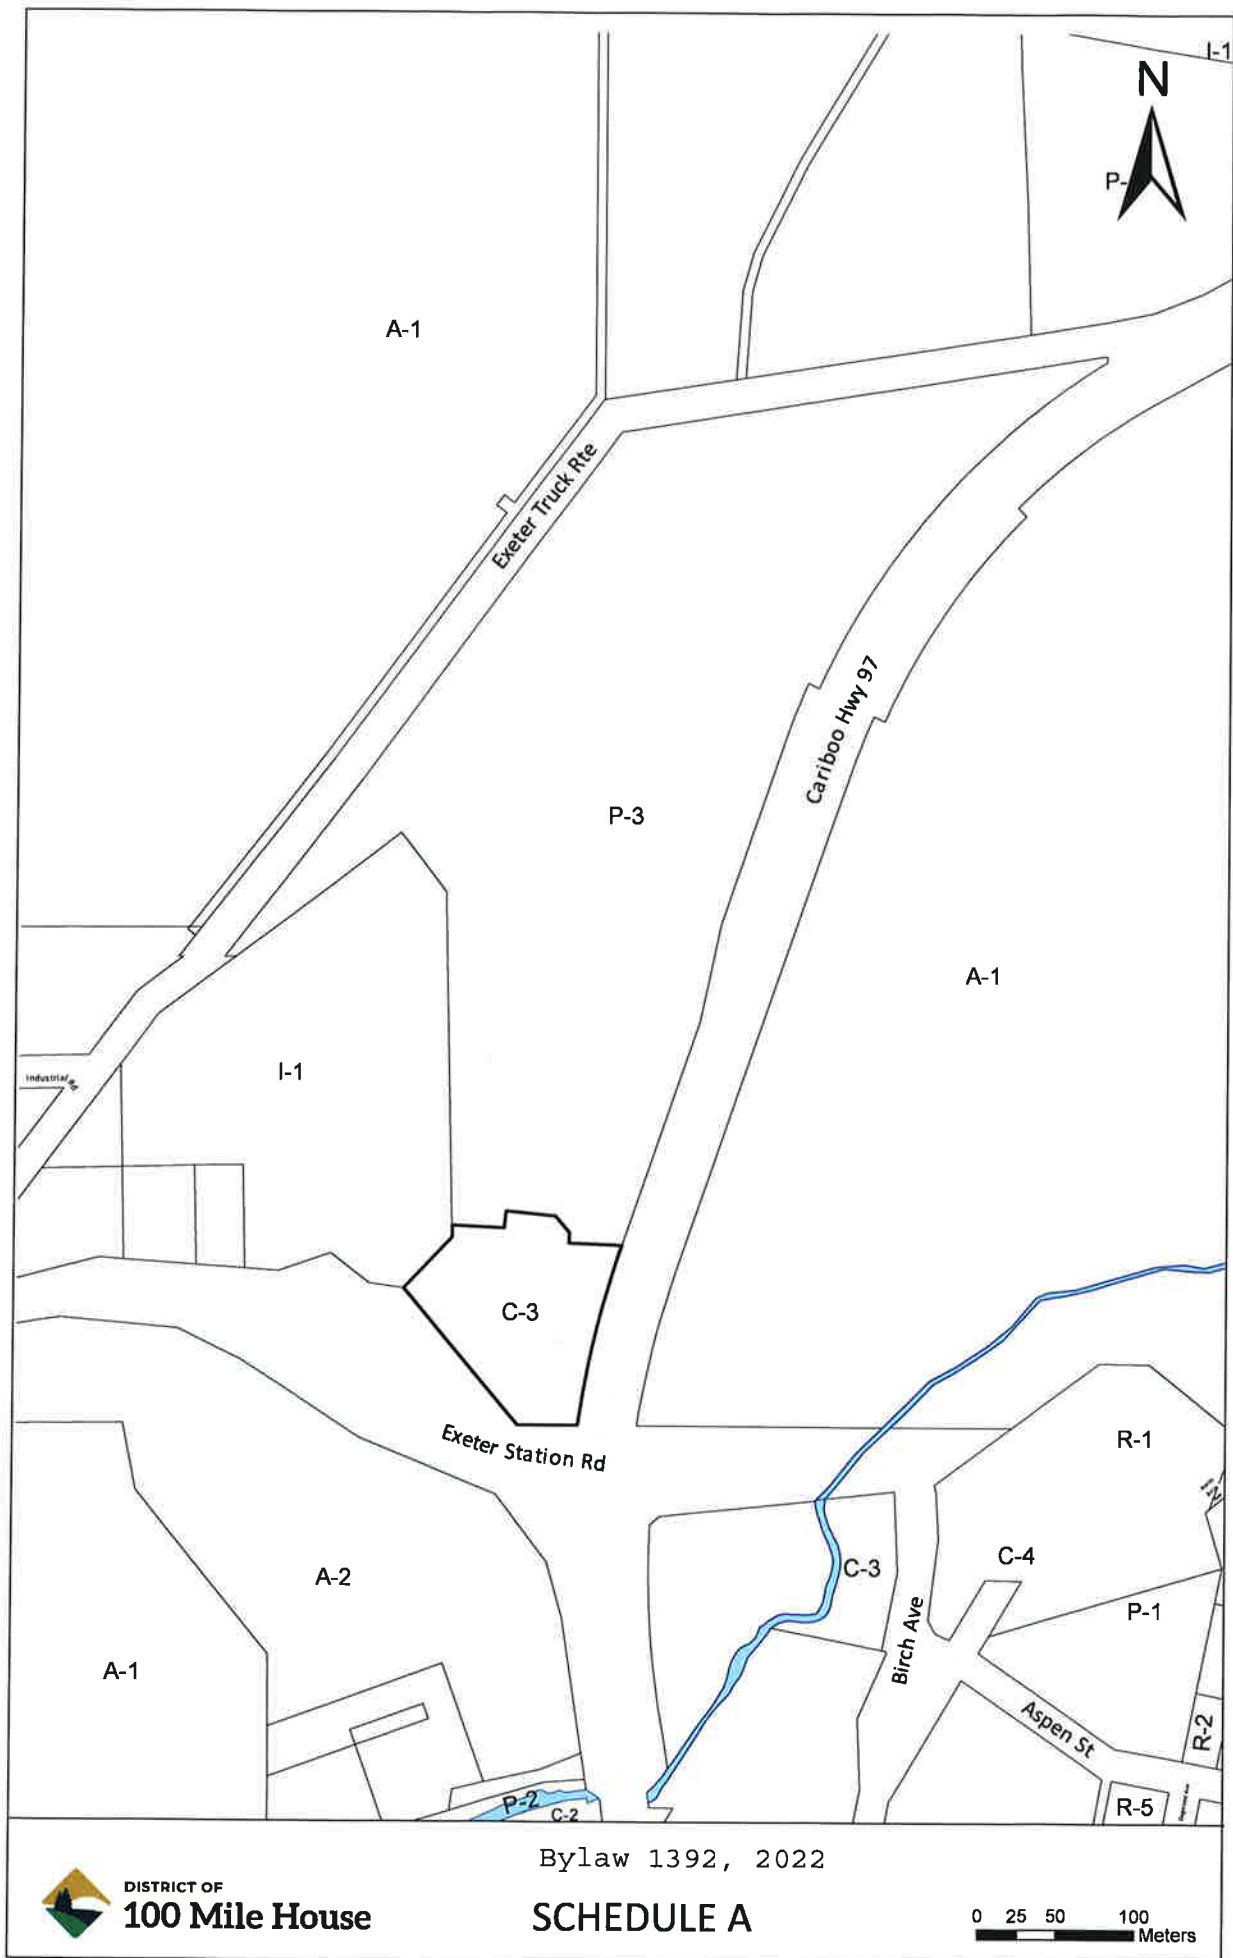 I-1
N
P-
A-1
Exeter Truck Rte
Cariboo Hwy 97
P-3
A-1
I-1
Industrial Rd
C-3
Exeter Station Rd
R-1
C-4
C-3
A-2
P-1
Birch Ave
A-1
Aspen St
R-2
P-2
C-2
R-5
Bylaw 1392, 2022
DISTRICT OF
100 Mile House
SCHEDULE A
0 25 50 100
Meters